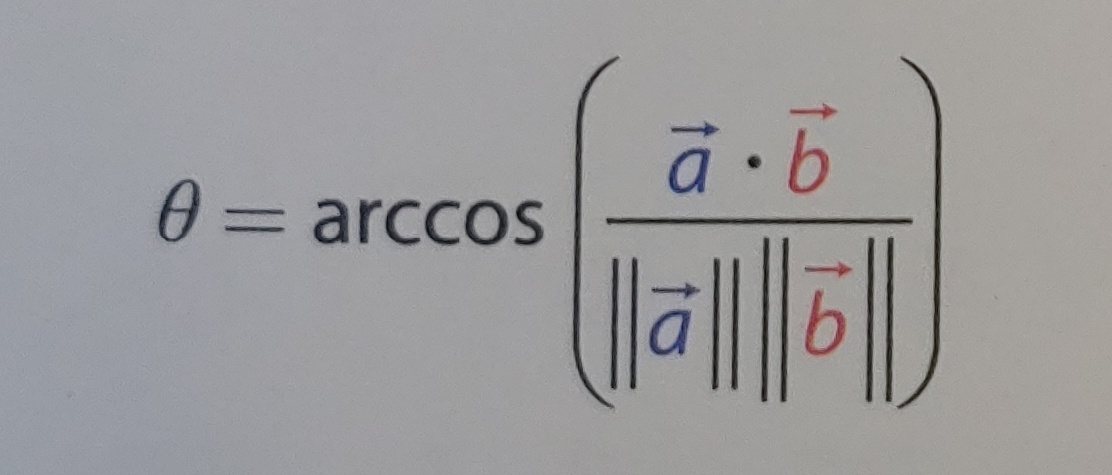 θ = arccos ( a⃗ · b⃗ / ‖a⃗‖ ‖b⃗‖ )